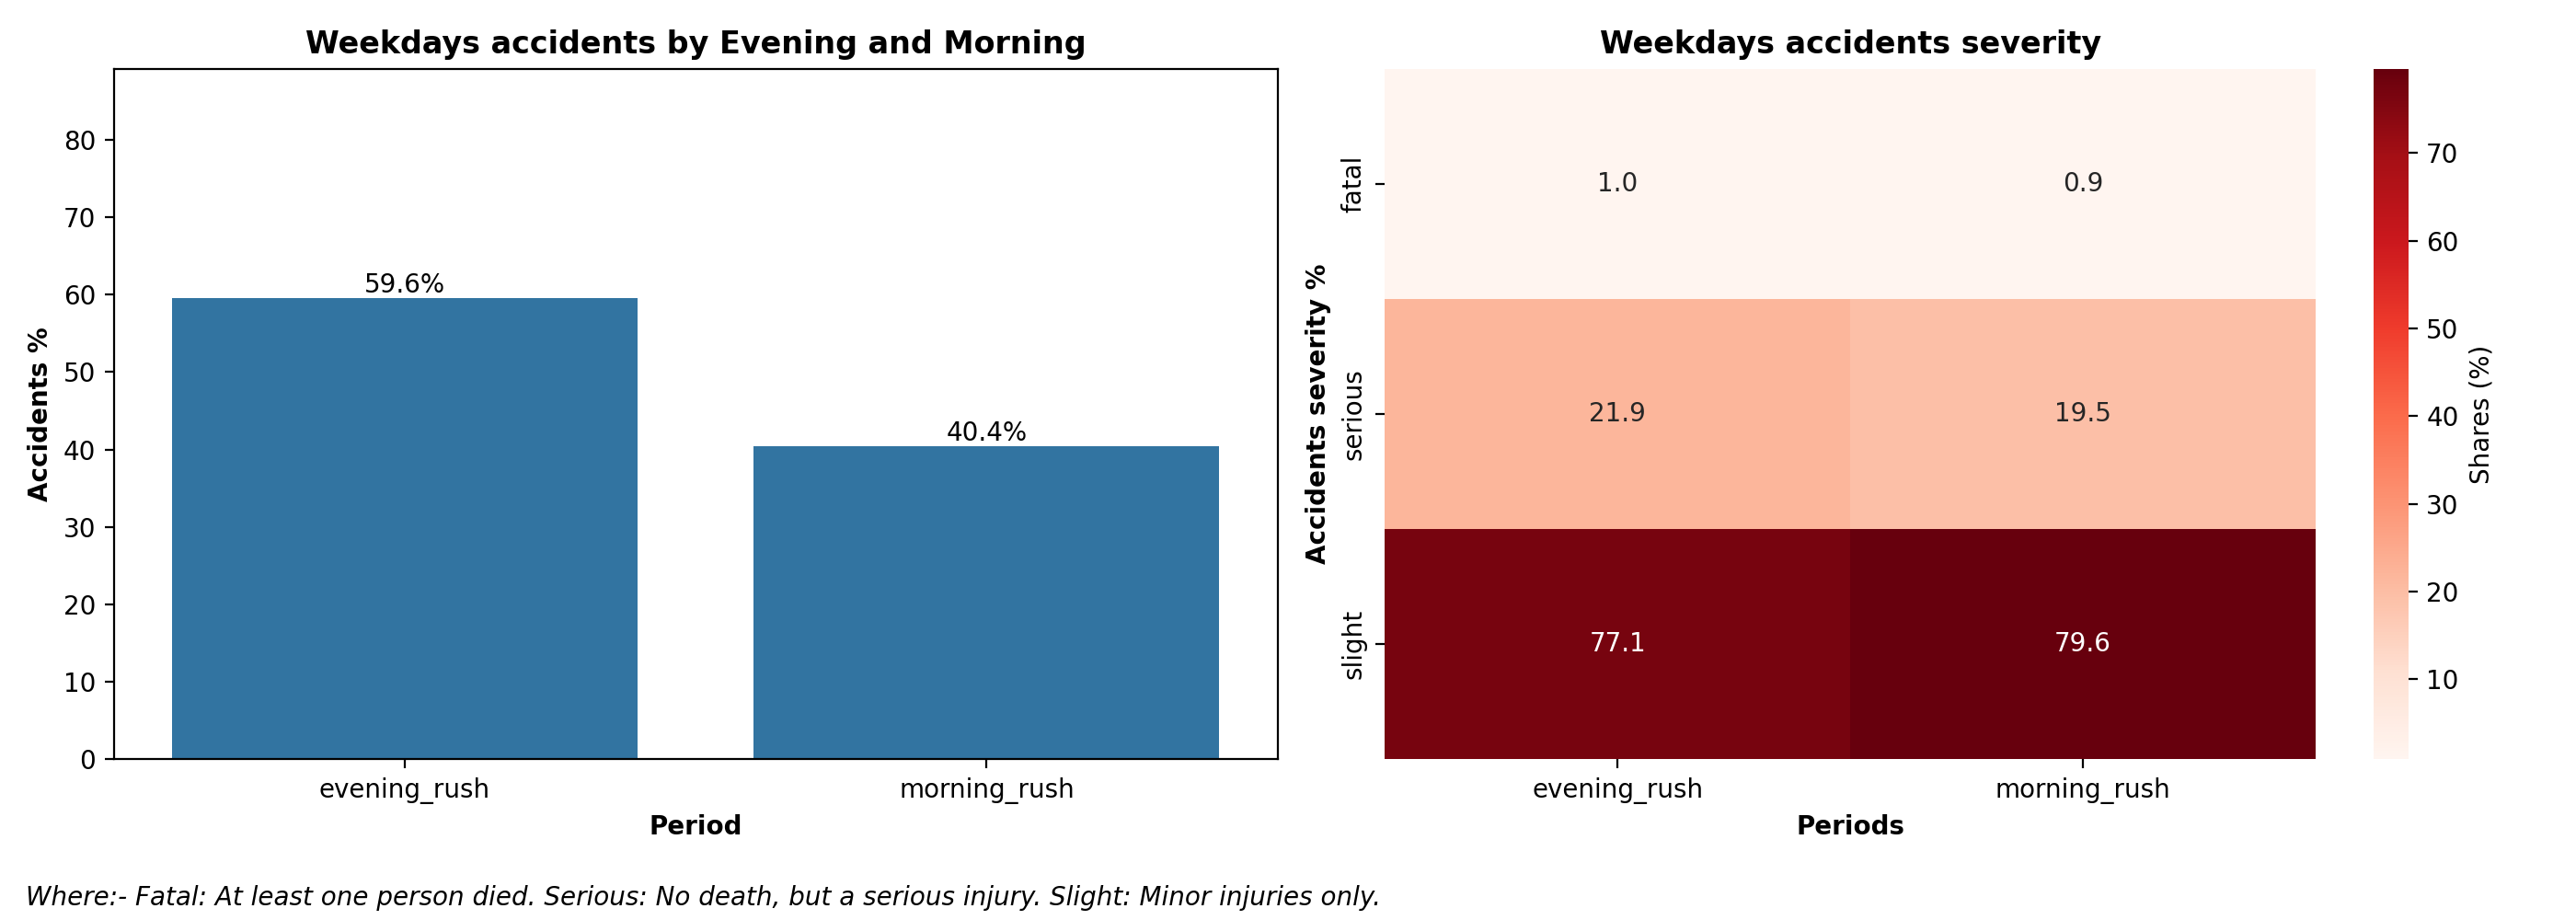 Weekdays accidents by Evening and Morning
Accidents %
80
70
60
50
40
30
20
10
0
59.6%
40.4%
evening_rush
morning_rush
Period
Weekdays accidents severity
Accidents severity %
fatal
serious
slight
1.0
0.9
21.9
19.5
77.1
79.6
evening_rush
morning_rush
Periods
70
60
50
40
30
20
10
Shares (%)
Where:- Fatal: At least one person died. Serious: No death, but a serious injury. Slight: Minor injuries only.